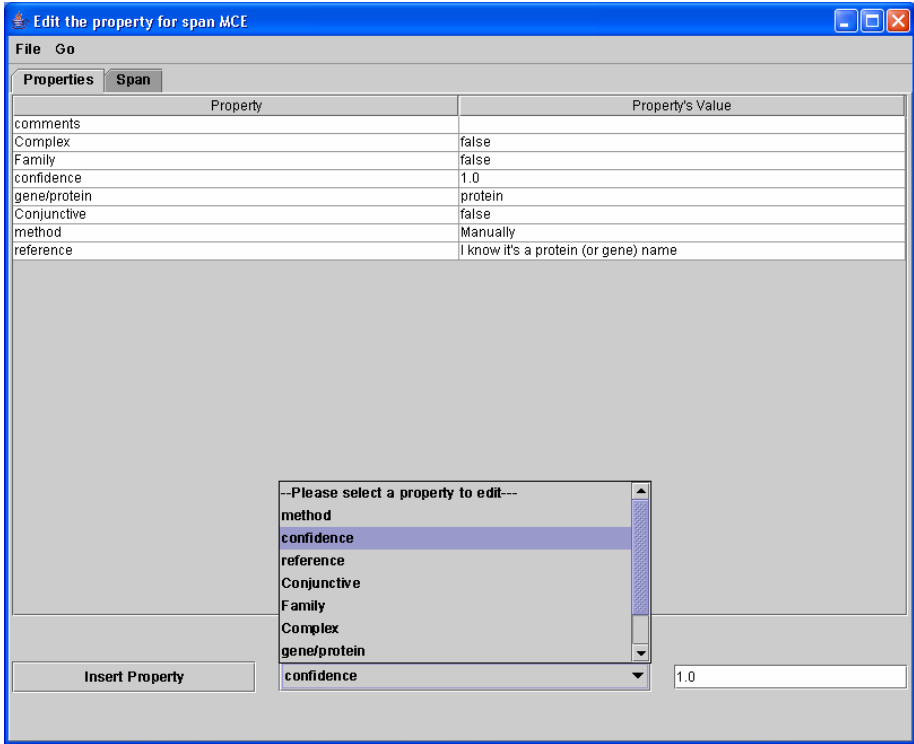 Edit the property for span MCE
File Go
Properties Span
Property Property's Value
comments
Complex false
Family false
confidence 1.0
gene/protein protein
Conjunctive false
method Manually
reference I know it's a protein (or gene) name
--Please select a property to edit---
method
confidence
reference
Conjunctive
Family
Complex
gene/protein
Insert Property confidence 1.0